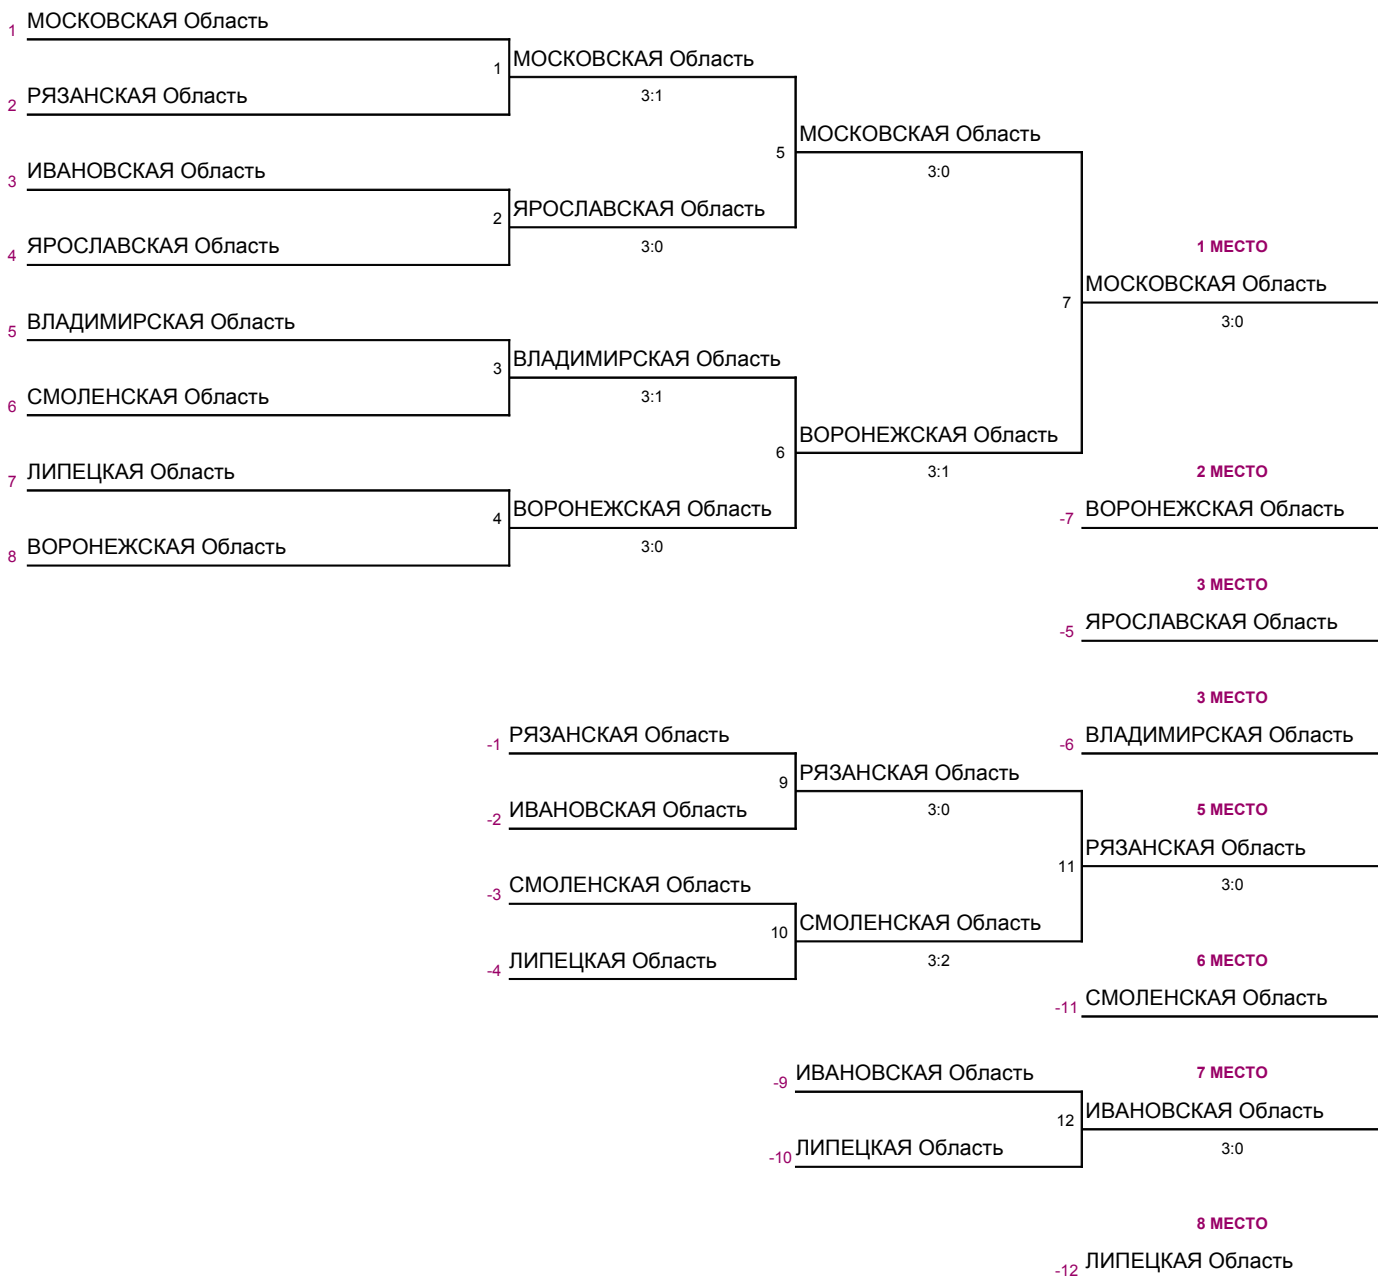 1 МОСКОВСКАЯ Область
1 МОСКОВСКАЯ Область
2 РЯЗАНСКАЯ Область
3:1
5 МОСКОВСКАЯ Область
3 ИВАНОВСКАЯ Область
3:0
2 ЯРОСЛАВСКАЯ Область
4 ЯРОСЛАВСКАЯ Область
3:0
1 МЕСТО
7 МОСКОВСКАЯ Область
5 ВЛАДИМИРСКАЯ Область
3:0
3 ВЛАДИМИРСКАЯ Область
6 СМОЛЕНСКАЯ Область
3:1
6 ВОРОНЕЖСКАЯ Область
7 ЛИПЕЦКАЯ Область
3:1
2 МЕСТО
4 ВОРОНЕЖСКАЯ Область
-7 ВОРОНЕЖСКАЯ Область
8 ВОРОНЕЖСКАЯ Область
3:0
3 МЕСТО
-5 ЯРОСЛАВСКАЯ Область
3 МЕСТО
-1 РЯЗАНСКАЯ Область
-6 ВЛАДИМИРСКАЯ Область
9 РЯЗАНСКАЯ Область
-2 ИВАНОВСКАЯ Область
3:0
5 МЕСТО
11 РЯЗАНСКАЯ Область
-3 СМОЛЕНСКАЯ Область
3:0
10 СМОЛЕНСКАЯ Область
-4 ЛИПЕЦКАЯ Область
3:2
6 МЕСТО
-11 СМОЛЕНСКАЯ Область
-9 ИВАНОВСКАЯ Область
7 МЕСТО
12 ИВАНОВСКАЯ Область
-10 ЛИПЕЦКАЯ Область
3:0
8 МЕСТО
-12 ЛИПЕЦКАЯ Область